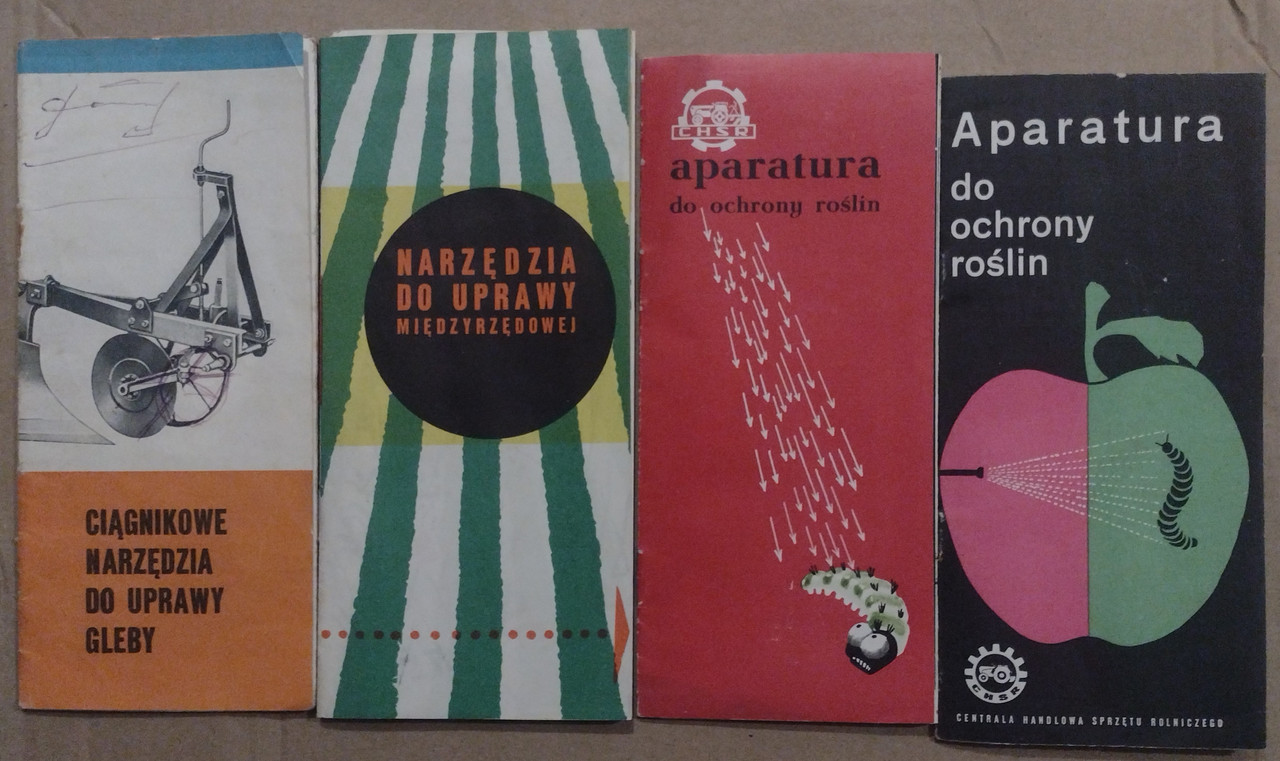 CIĄGNIKOWE
NARZĘDZIA
DO UPRAWY
GLEBY
NARZĘDZIA
DO UPRAWY
MIĘDZYRZĘDOWEJ
CHSR
aparatura
do ochrony roślin
Aparatura
do
ochrony
roślin
CHSR
CENTRALA HANDLOWA SPRZĘTU ROLNICZEGO